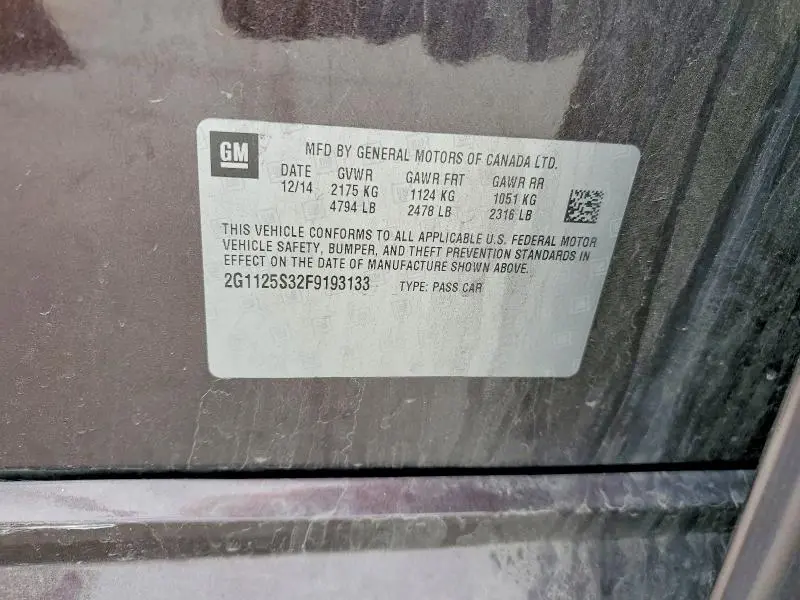 GM
MFD BY GENERAL MOTORS OF CANADA LTD.
DATE GVWR GAWR FRT GAWR RR
12/14 2175 KG 1124 KG 1051 KG
4794 LB 2478 LB 2316 LB
THIS VEHICLE CONFORMS TO ALL APPLICABLE U.S. FEDERAL MOTOR
VEHICLE SAFETY, BUMPER, AND THEFT PREVENTION STANDARDS IN
EFFECT ON THE DATE OF MANUFACTURE SHOWN ABOVE.
2G1125S32F9193133 TYPE: PASS CAR